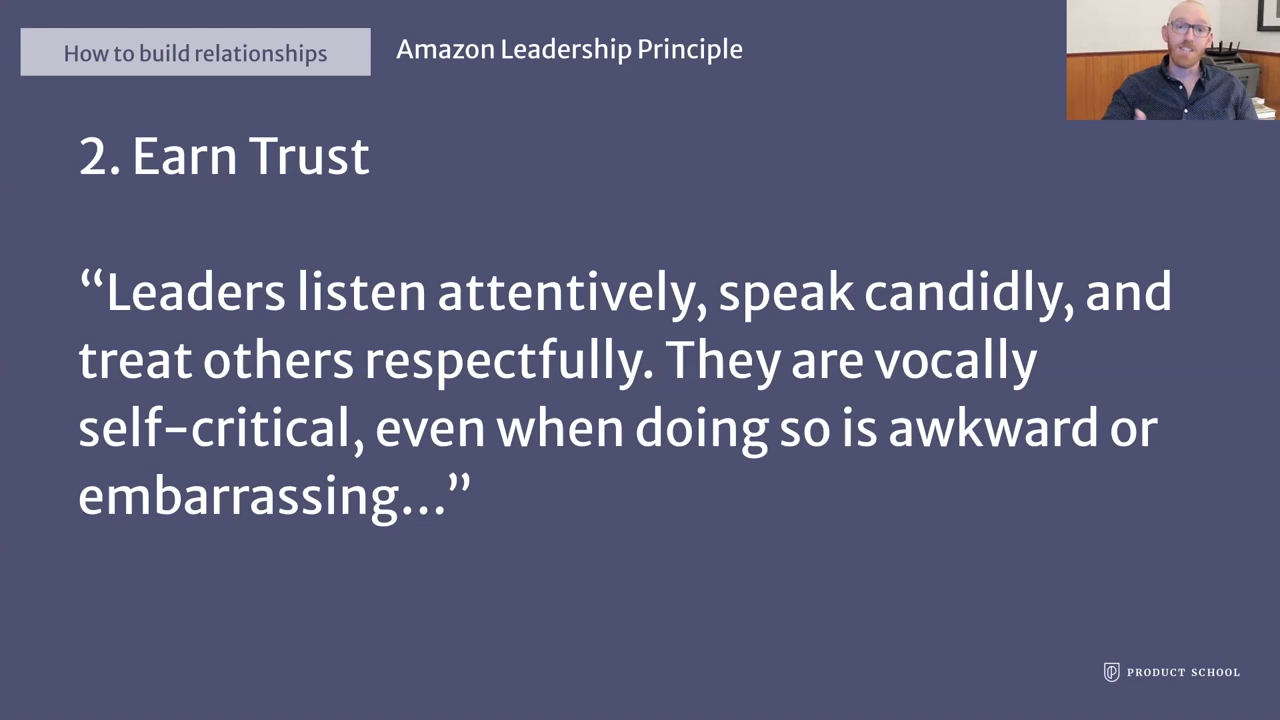 How to build relationships
Amazon Leadership Principle
2. Earn Trust
“Leaders listen attentively, speak candidly, and
treat others respectfully. They are vocally
self-critical, even when doing so is awkward or
embarrassing...”
PRODUCT SCHOOL